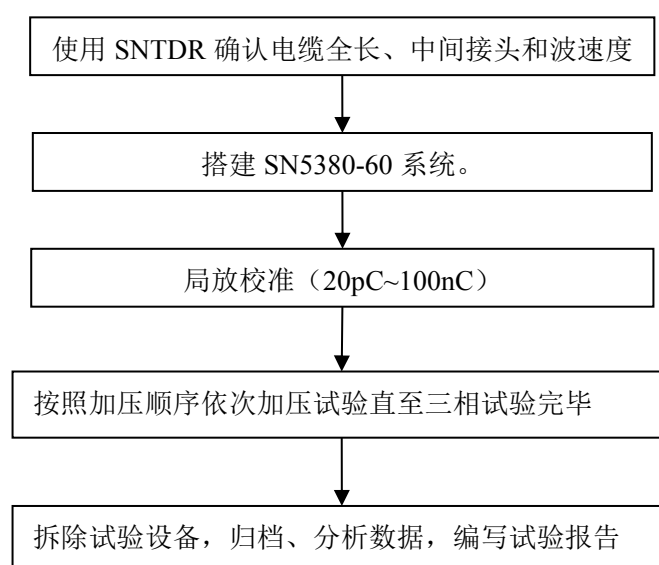 使用 SNTDR 确认电缆全长、中间接头和波速度
搭建 SN5380-60 系统。
局放校准（20pC~100nC）
按照加压顺序依次加压试验直至三相试验完毕
拆除试验设备，归档、分析数据，编写试验报告